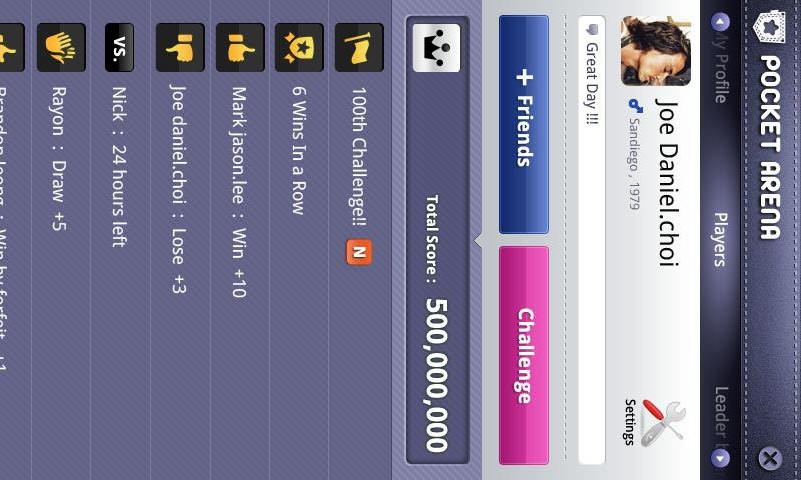 POCKET ARENA
My Profile
Players
Leader
Joe Daniel.choi
Sandiego , 1979
Settings
Great Day !!!
+ Friends
Challenge
Total Score : 500,000,000
100th Challenge!! N
6 Wins In a Row
Mark jason.lee : Win +10
Joe daniel.choi : Lose +3
VS. Nick : 24 hours left
Rayon : Draw +5